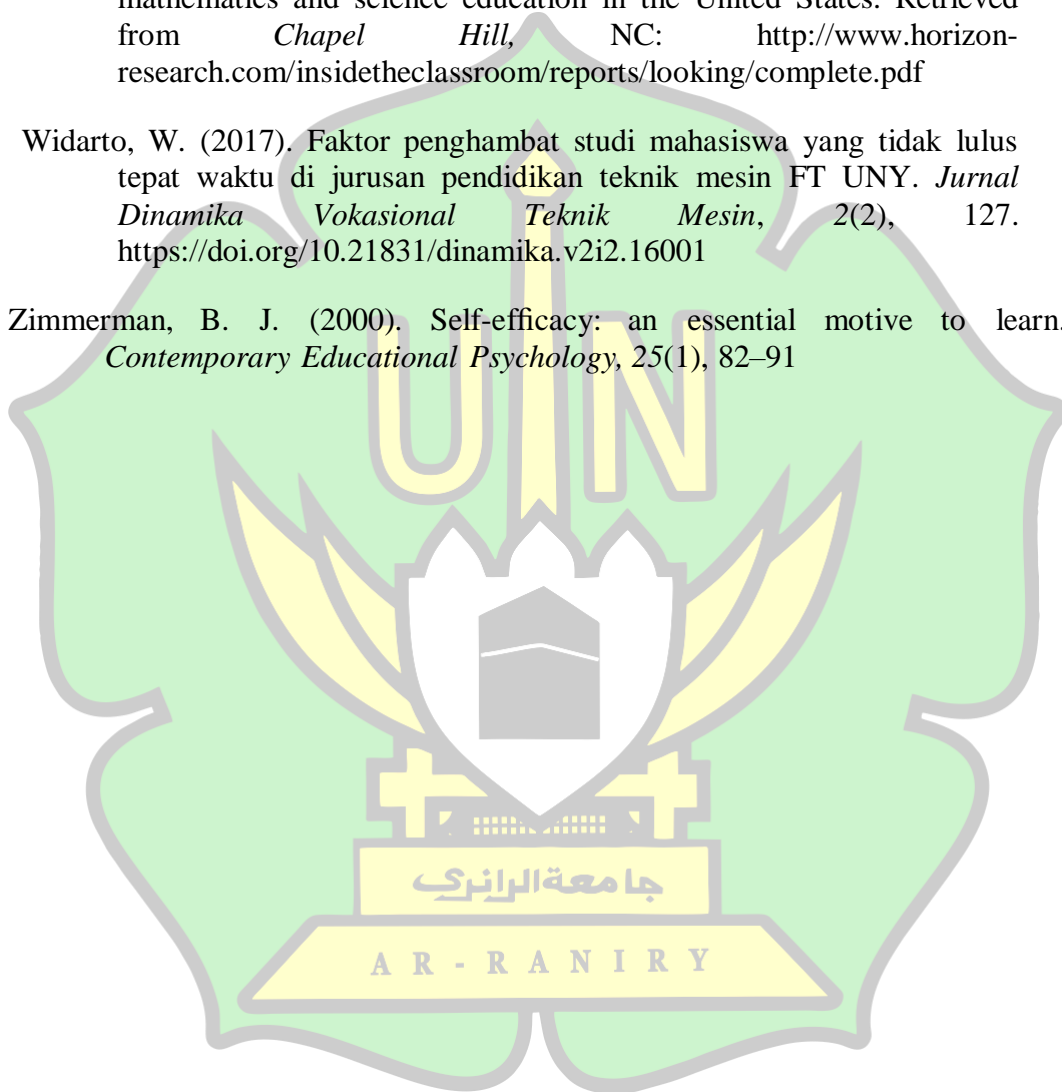 mathematics and science education in the United States. Retrieved
from Chapel Hill, NC: http://www.horizon-
research.com/insidetheclassroom/reports/looking/complete.pdf
Widarto, W. (2017). Faktor penghambat studi mahasiswa yang tidak lulus
tepat waktu di jurusan pendidikan teknik mesin FT UNY. Jurnal
Dinamika Vokasional Teknik Mesin, 2(2), 127.
https://doi.org/10.21831/dinamika.v2i2.16001
Zimmerman, B. J. (2000). Self-efficacy: an essential motive to learn.
Contemporary Educational Psychology, 25(1), 82–91
UIN
جامعة الرانري
AR-RANIRY